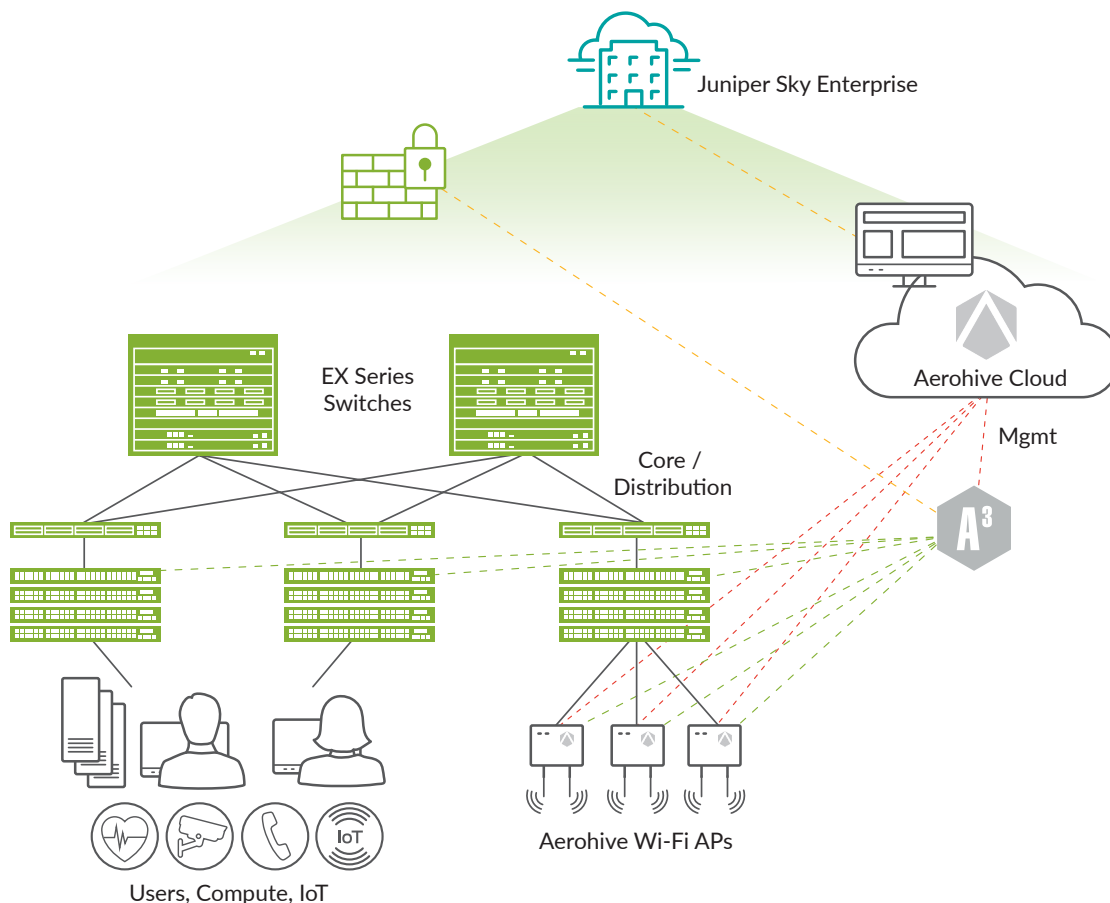 Juniper Sky Enterprise
Aerohive Cloud
EX Series
Switches
Mgmt
Core /
Distribution
A³
IoT
Aerohive Wi-Fi APs
Users, Compute, IoT